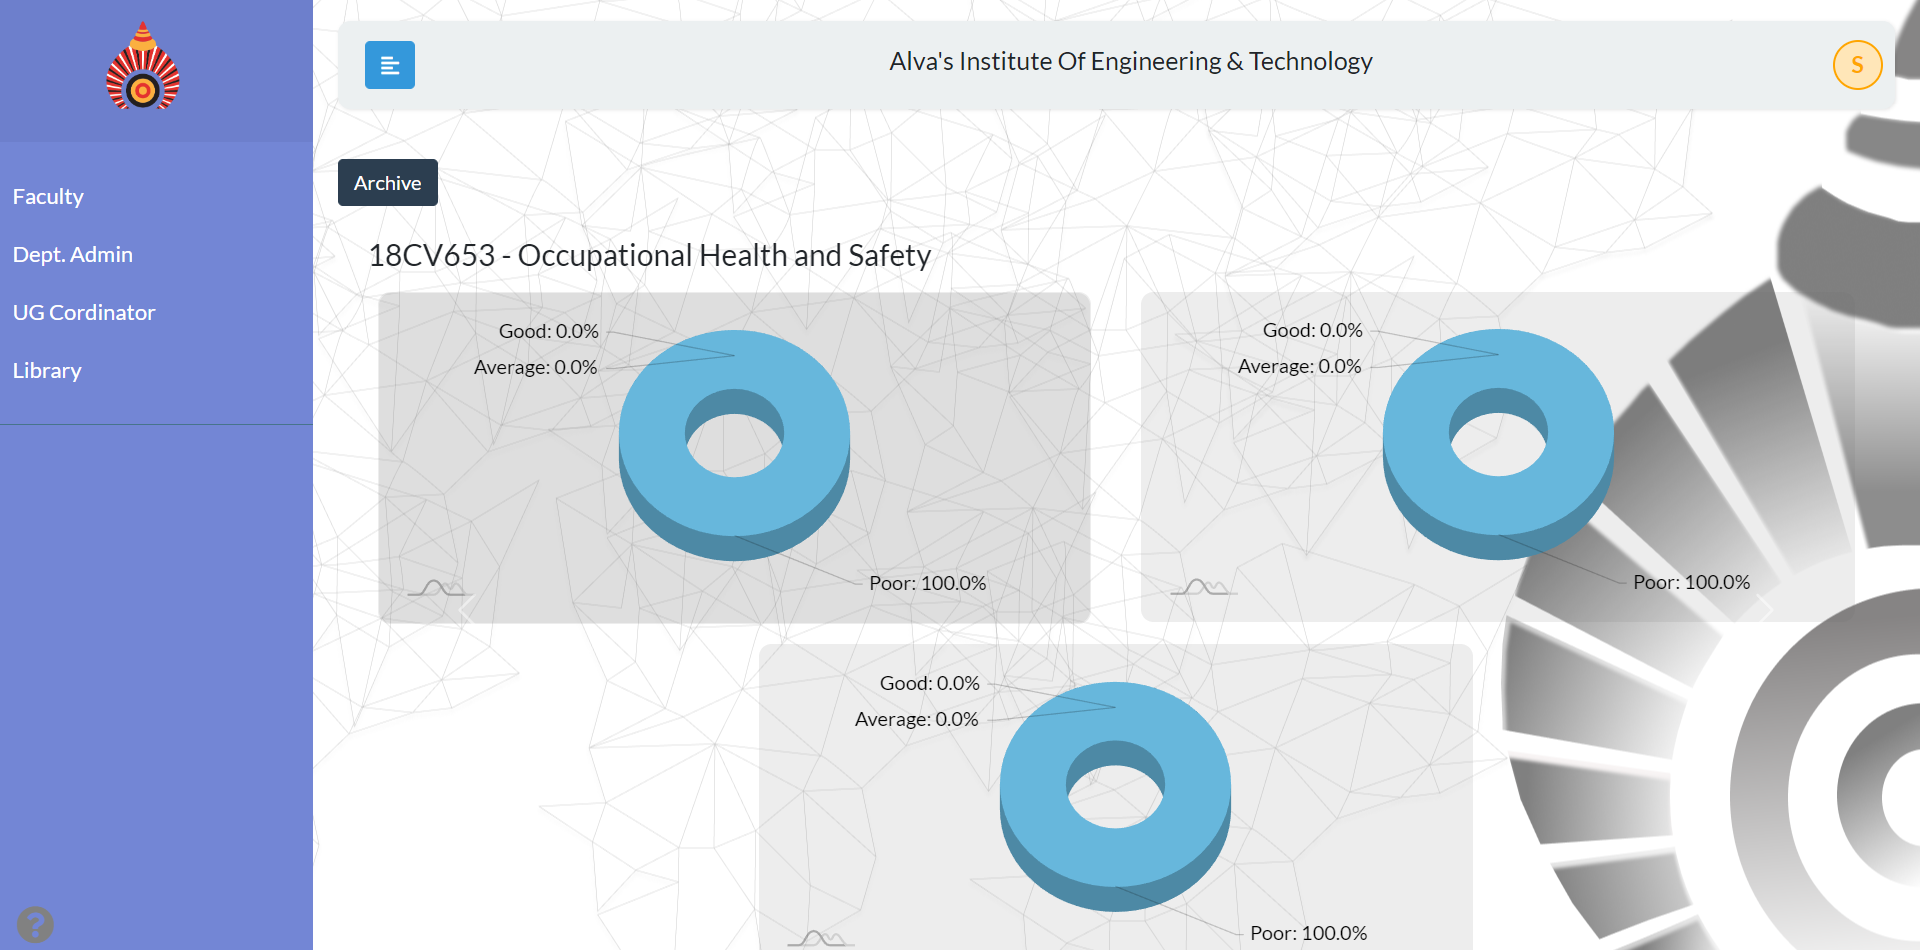 Alva's Institute Of Engineering & Technology
S
Faculty
Dept. Admin
UG Cordinator
Library
Archive
18CV653 - Occupational Health and Safety
Good: 0.0%
Average: 0.0%
Poor: 100.0%
Good: 0.0%
Average: 0.0%
Poor: 100.0%
Good: 0.0%
Average: 0.0%
Poor: 100.0%
?